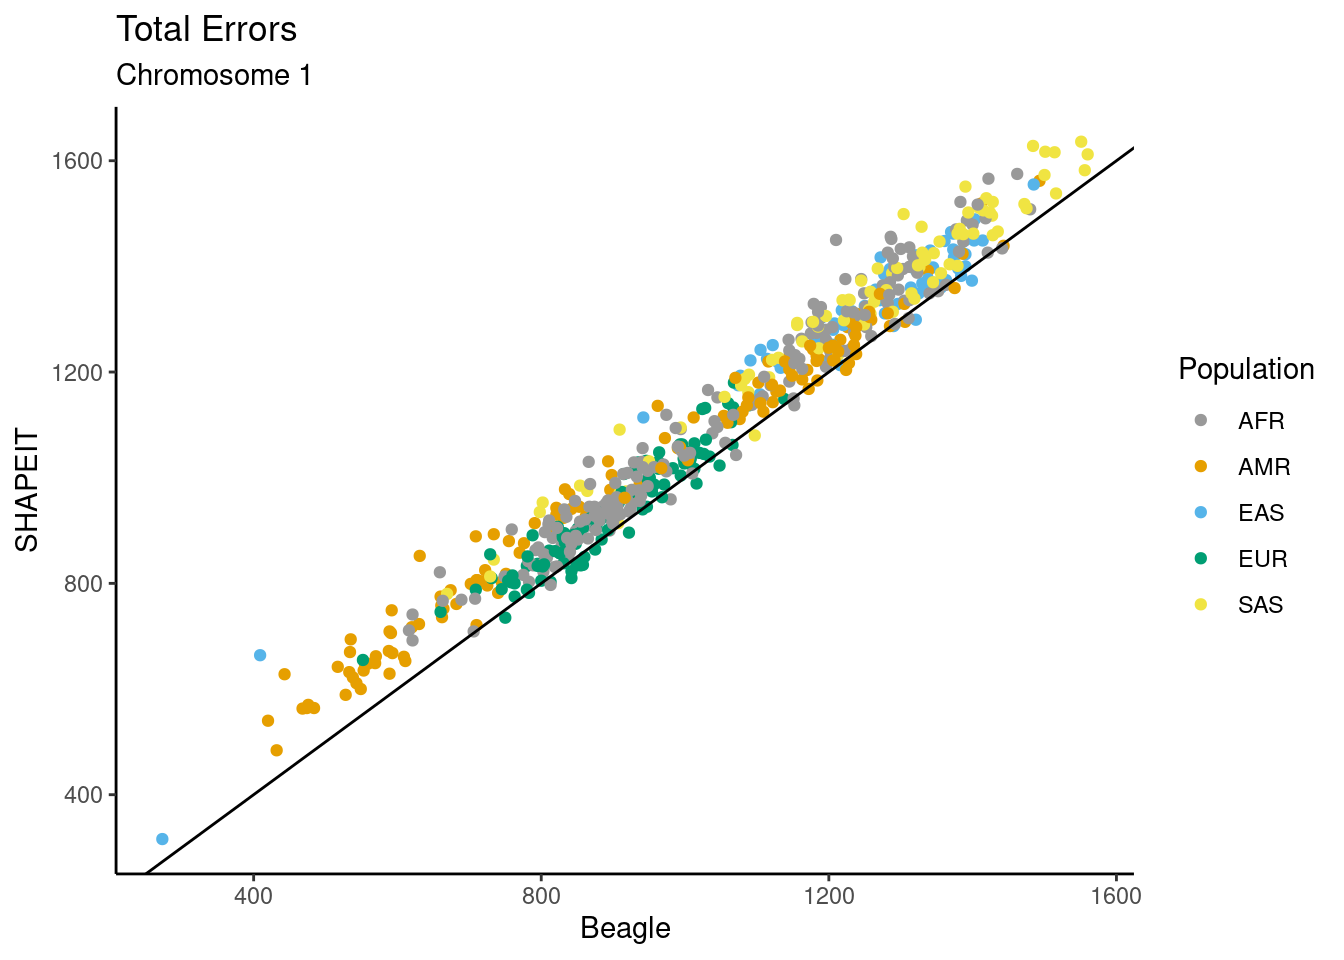 Total Errors
Chromosome 1
1600
1200
800
400
SHAPEIT
400
800
1200
1600
Beagle
Population
AFR
AMR
EAS
EUR
SAS